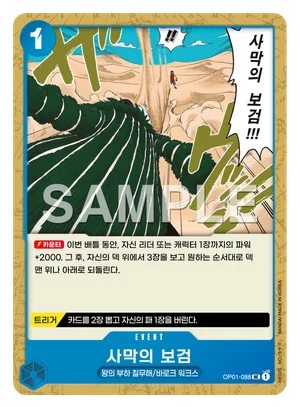 1
!!
사막의 보검!!!
SAMPLE
카운터 이번 배틀 동안, 자신 리더 또는 캐릭터 1장까지의 파워
+2000. 그 후, 자신의 덱 위에서 3장을 보고 원하는 순서대로 덱
맨 위나 아래로 되돌린다.
트리거 카드를 2장 뽑고 자신의 패 1장을 버린다.
EVENT
사막의 보검
왕의 부하 칠무해/바로크 워크스
OP01-088